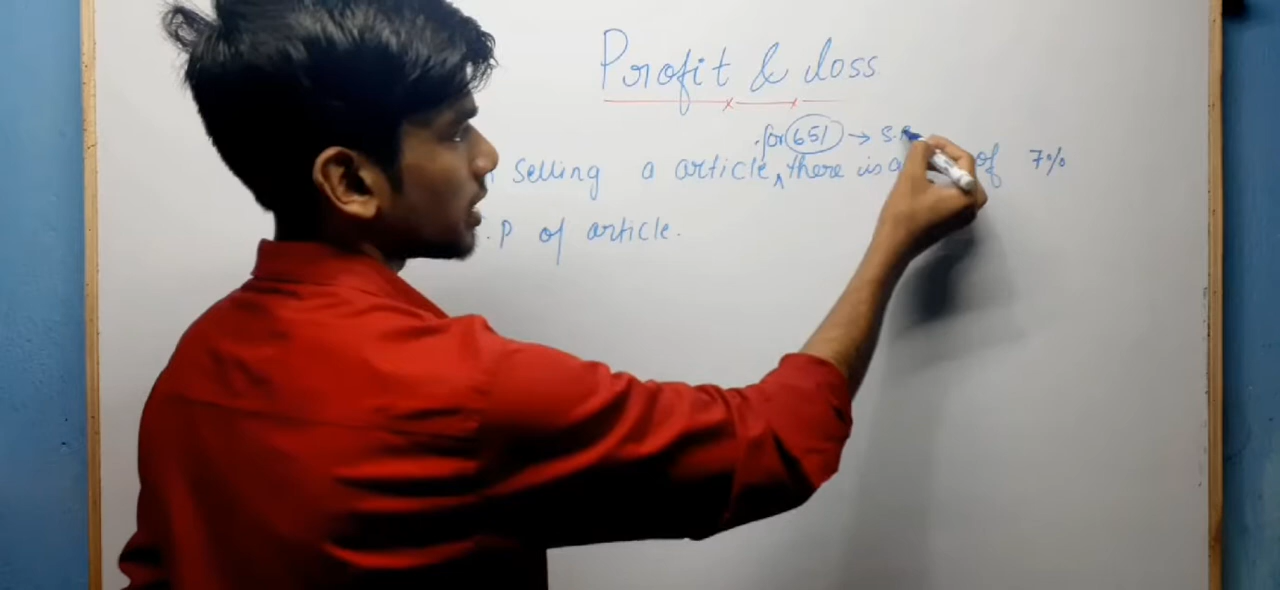 Profit & loss
for 651 → S.P
selling a article, ^ there is a of 7%
.P of article.